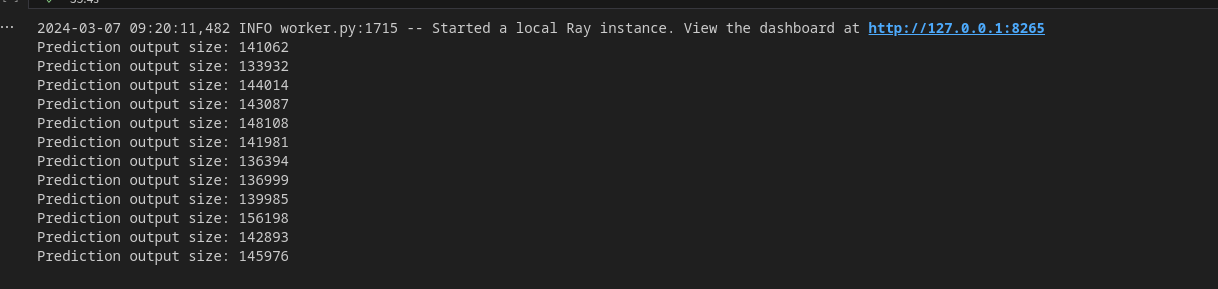 2024-03-07 09:20:11,482 INFO worker.py:1715 -- Started a local Ray instance. View the dashboard at http://127.0.0.1:8265
Prediction output size: 141062
Prediction output size: 133932
Prediction output size: 144014
Prediction output size: 143087
Prediction output size: 148108
Prediction output size: 141981
Prediction output size: 136394
Prediction output size: 136999
Prediction output size: 139985
Prediction output size: 156198
Prediction output size: 142893
Prediction output size: 145976